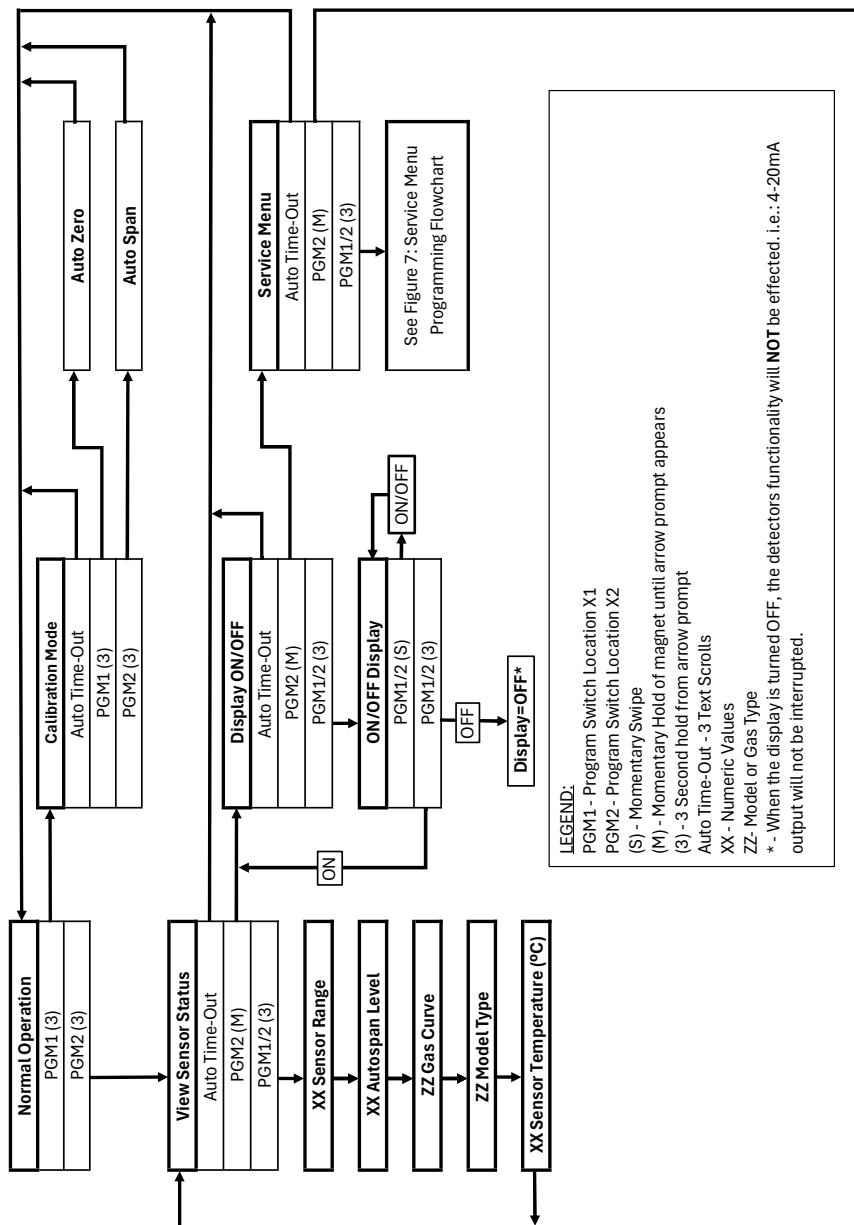 Normal Operation
PGM1 (3)
PGM2 (3)
Calibration Mode
Auto Time-Out
PGM1 (3)
PGM2 (3)
Auto Zero
Auto Span
View Sensor Status
Auto Time-Out
PGM2 (M)
PGM1/2 (3)
XX Sensor Range
XX Autospan Level
ZZ Gas Curve
ZZ Model Type
XX Sensor Temperature (ºC)
ON
Display ON/OFF
Auto Time-Out
PGM2 (M)
PGM1/2 (3)
ON/OFF Display
PGM1/2 (S)
PGM1/2 (3)
ON/OFF
OFF
Display=OFF*
Service Menu
Auto Time-Out
PGM2 (M)
PGM1/2 (3)
See Figure 7: Service Menu
Programming Flowchart
LEGEND:
PGM1 - Program Switch Location X1
PGM2 - Program Switch Location X2
(S) - Momentary Swipe
(M) - Momentary Hold of magnet until arrow prompt appears
(3) - 3 Second hold from arrow prompt
Auto Time-Out - 3 Text Scrolls
XX - Numeric Values
ZZ- Model or Gas Type
* - When the display is turned OFF, the detectors functionality will NOT be effected. i.e.: 4-20mA
output will not be interrupted.